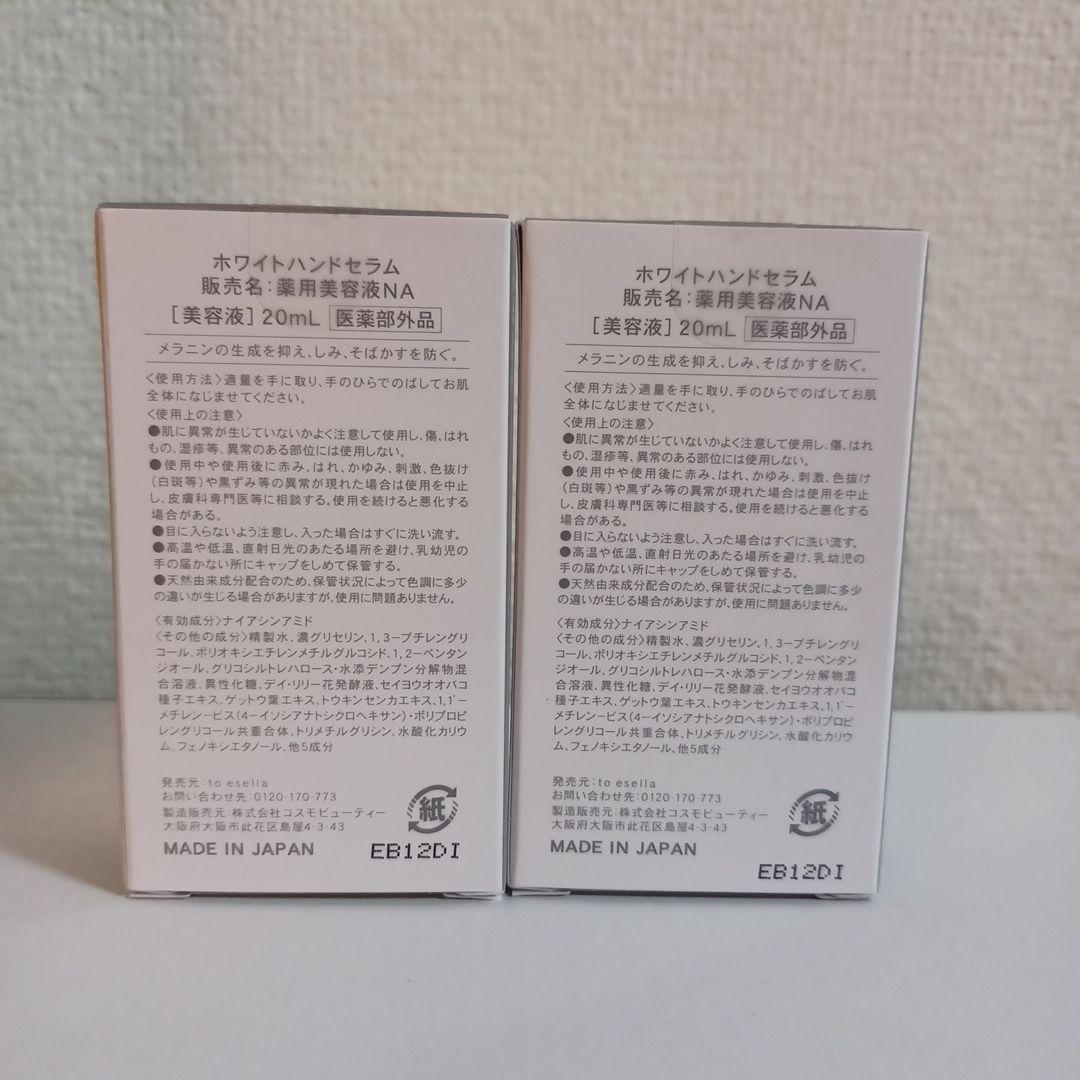 ホワイトハンドセラム
販売名：薬用美容液NA
［美容液］20mL 医薬部外品
メラニンの生成を抑え、しみ、そばかすを防ぐ。
〈使用方法〉適量を手に取り、手のひらでのばしてお肌
全体になじませてください。
〈使用上の注意〉
●肌に異常が生じていないかよく注意して使用し、傷、はれ
もの、湿疹等、異常のある部位には使用しない。
●使用中や使用後に赤み、はれ、かゆみ、刺激、色抜け
（白斑等）や黒ずみ等の異常が現れた場合は使用を中止
し、皮膚科専門医等に相談する。使用を続けると悪化する
場合がある。
●目に入らないよう注意し、入った場合はすぐに洗い流す。
●高温や低温、直射日光のあたる場所を避け、乳幼児の
手の届かない所にキャップをしめて保管する。
●天然由来成分配合のため、保管状況によって色調に多少
の違いが生じる場合がありますが、使用に問題ありません。
〈有効成分〉ナイアシンアミド
〈その他の成分〉精製水、濃グリセリン、1,3－ブチレングリ
コール、ポリオキシエチレンメチルグルコシド、1,2－ペンタン
ジオール、グリコシルトレハロース・水添デンプン分解物混
合溶液、異性化糖、デイ・リリー花発酵液、セイヨウオオバコ
種子エキス、ゲットウ葉エキス、トウキンセンカエキス、1,1'－
メチレン－ビス（4－イソシアナトシクロヘキサン）・ポリプロピ
レングリコール共重合体、トリメチルグリシン、水酸化カリウ
ム、フェノキシエタノール、他5成分
発売元：to esella
お問い合わせ先：0120-170-773
製造販売元：株式会社コスモビューティー
大阪府大阪市此花区島屋4-3-43
MADE IN JAPAN
紙
EB12DI
ホワイトハンドセラム
販売名：薬用美容液NA
［美容液］20mL 医薬部外品
メラニンの生成を抑え、しみ、そばかすを防ぐ。
〈使用方法〉適量を手に取り、手のひらでのばしてお肌
全体になじませてください。
〈使用上の注意〉
●肌に異常が生じていないかよく注意して使用し、傷、はれ
もの、湿疹等、異常のある部位には使用しない。
●使用中や使用後に赤み、はれ、かゆみ、刺激、色抜け
（白斑等）や黒ずみ等の異常が現れた場合は使用を中止
し、皮膚科専門医等に相談する。使用を続けると悪化する
場合がある。
●目に入らないよう注意し、入った場合はすぐに洗い流す。
●高温や低温、直射日光のあたる場所を避け、乳幼児の
手の届かない所にキャップをしめて保管する。
●天然由来成分配合のため、保管状況によって色調に多少
の違いが生じる場合がありますが、使用に問題ありません。
〈有効成分〉ナイアシンアミド
〈その他の成分〉精製水、濃グリセリン、1,3－ブチレングリ
コール、ポリオキシエチレンメチルグルコシド、1,2－ペンタン
ジオール、グリコシルトレハロース・水添デンプン分解物混
合溶液、異性化糖、デイ・リリー花発酵液、セイヨウオオバコ
種子エキス、ゲットウ葉エキス、トウキンセンカエキス、1,1'－
メチレン－ビス（4－イソシアナトシクロヘキサン）・ポリプロピ
レングリコール共重合体、トリメチルグリシン、水酸化カリウ
ム、フェノキシエタノール、他5成分
発売元：to esella
お問い合わせ先：0120-170-773
製造販売元：株式会社コスモビューティー
大阪府大阪市此花区島屋4-3-43
MADE IN JAPAN
紙
EB12DI